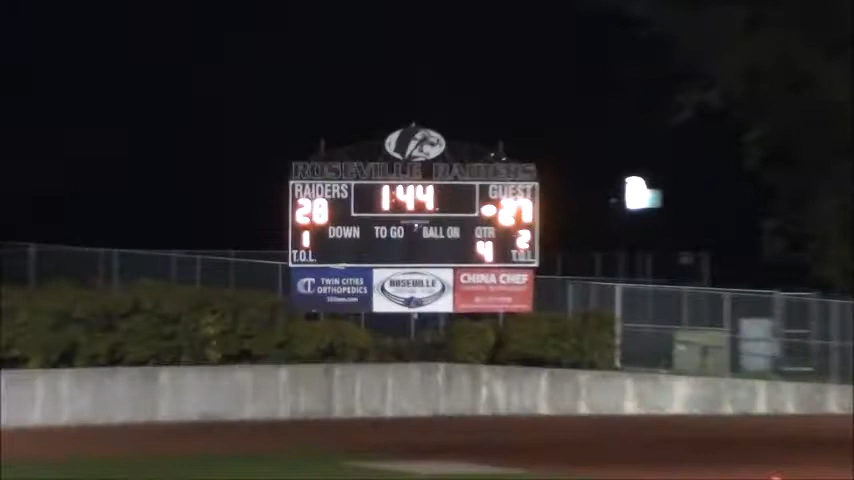 ROSEVILLE RAIDERS
RAIDERS 1:44 GUEST
28 27
DOWN TO GO BALL ON QTR
1 4 2
T.O.L. T.O.L.
TWIN CITIES
ORTHOPEDICS
ROSEVILLE
CHINA CHEF